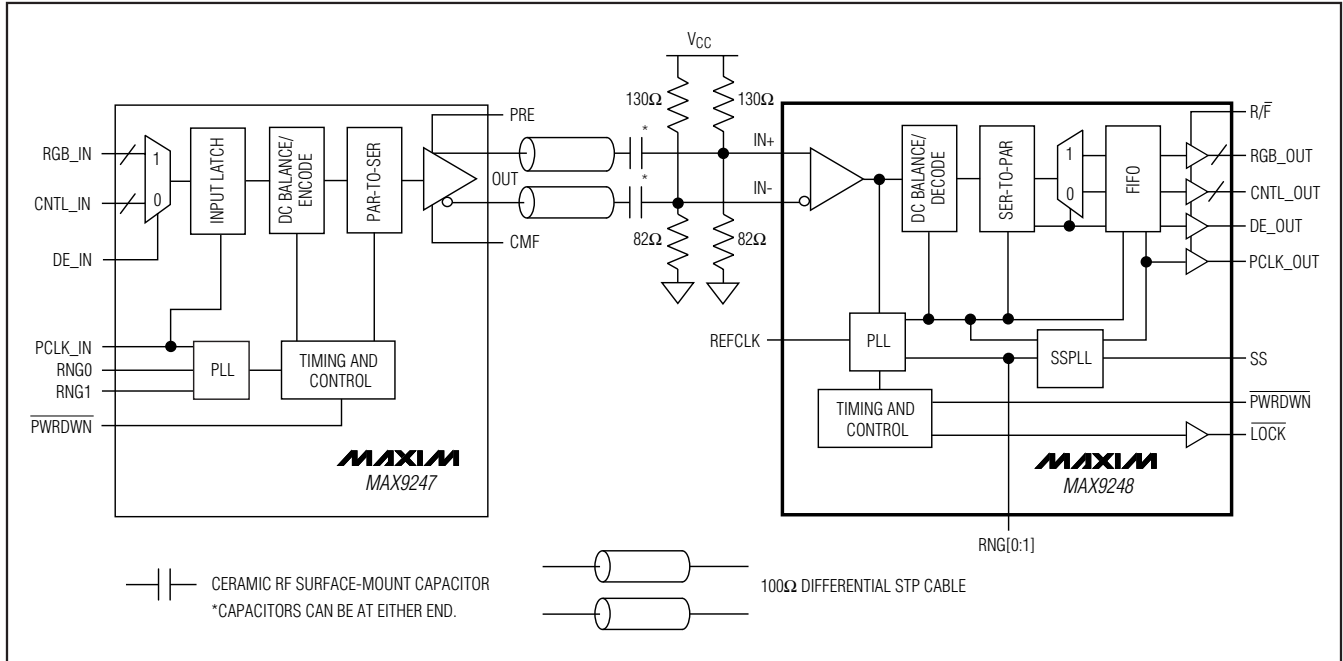 VCC
130Ω
130Ω
PRE
RGB_IN
1
0
CNTL_IN
DE_IN
INPUT LATCH
DC BALANCE/
ENCODE
PAR-TO-SER
OUT
CMF
*
*
82Ω
82Ω
PCLK_IN
RNG0
RNG1
PWRDWN
PLL
TIMING AND
CONTROL
MAXIM
MAX9247
IN+
IN-
DC BALANCE/
DECODE
SER-TO-PAR
1
0
FIFO
R/F
RGB_OUT
CNTL_OUT
DE_OUT
PCLK_OUT
REFCLK
PLL
SSPLL
SS
TIMING AND
CONTROL
PWRDWN
LOCK
MAXIM
MAX9248
RNG[0:1]
CERAMIC RF SURFACE-MOUNT CAPACITOR
*CAPACITORS CAN BE AT EITHER END.
100Ω DIFFERENTIAL STP CABLE